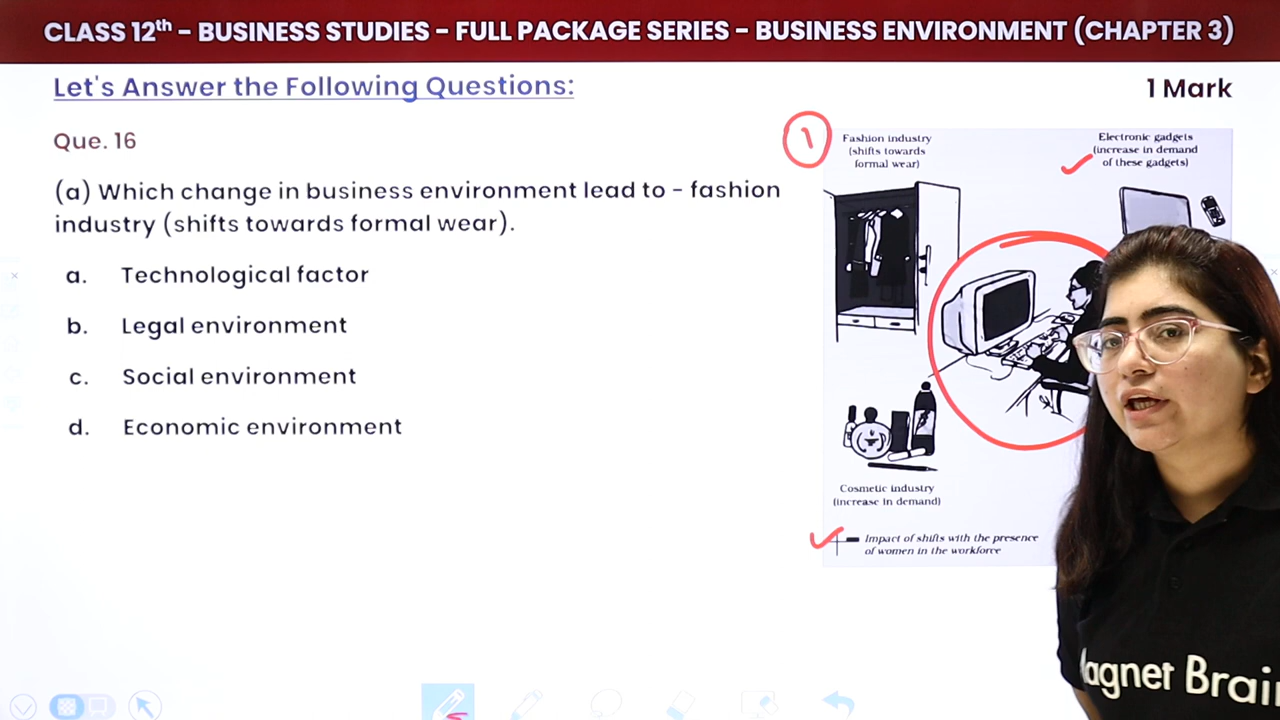 CLASS 12th – BUSINESS STUDIES – FULL PACKAGE SERIES – BUSINESS ENVIRONMENT (CHAPTER 3)
Let's Answer the Following Questions:
1 Mark
Que. 16
(a) Which change in business environment lead to – fashion
industry (shifts towards formal wear).
a. Technological factor
b. Legal environment
c. Social environment
d. Economic environment
1
Fashion industry
(shifts towards
formal wear)
Electronic gadgets
(increase in demand
of these gadgets)
Cosmetic industry
(increase in demand)
Impact of shifts with the presence
of women in the workforce